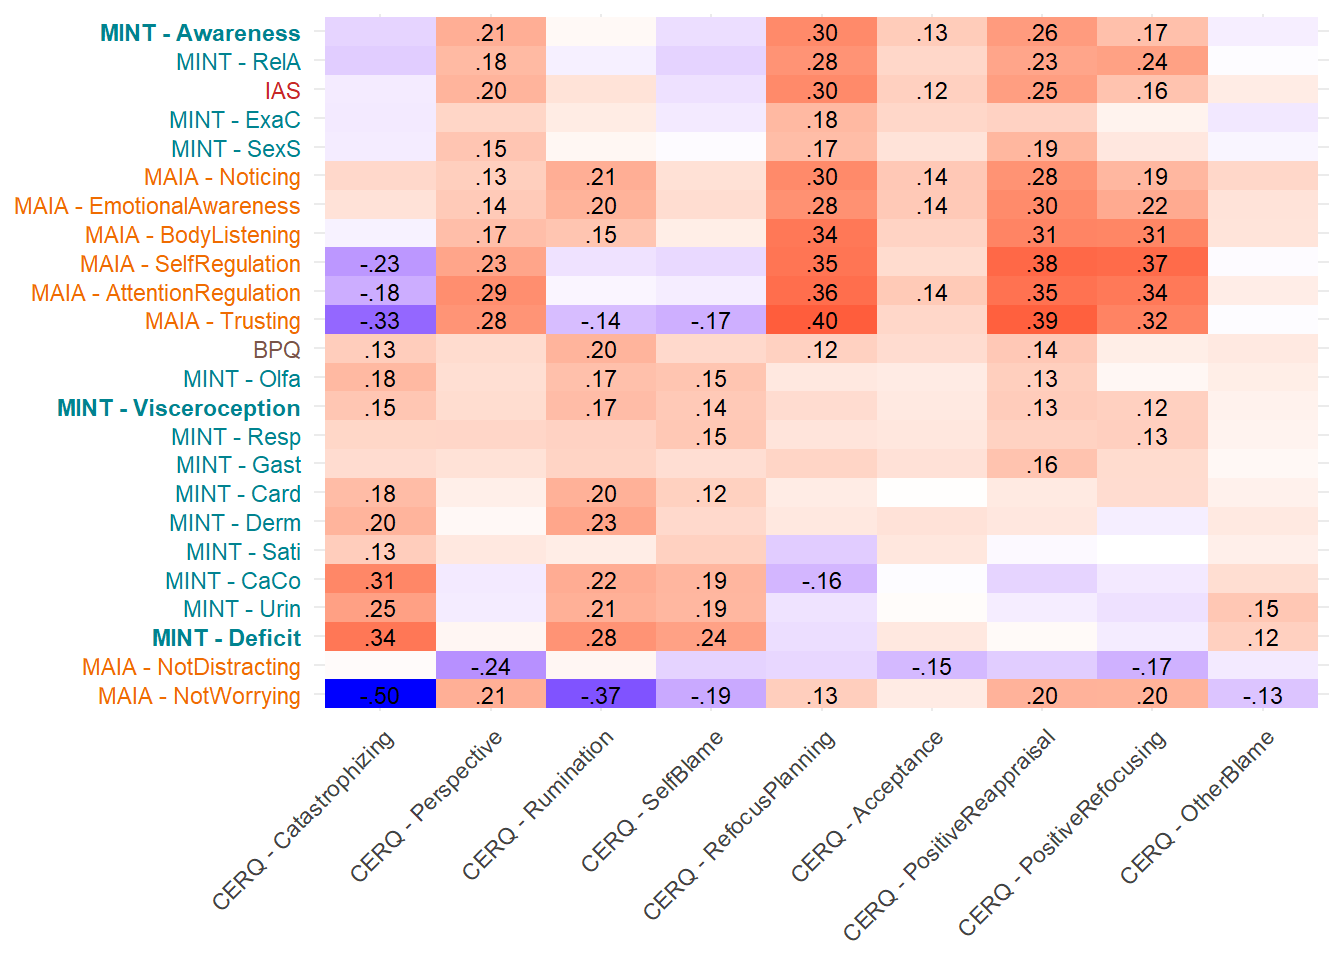 MINT - Awareness .21 .30 .13 .26 .17
MINT - RelA .18 .28 .23 .24
IAS .20 .30 .12 .25 .16
MINT - ExaC .18
MINT - SexS .15 .17 .19
MAIA - Noticing .13 .21 .30 .14 .28 .19
MAIA - EmotionalAwareness .14 .20 .28 .14 .30 .22
MAIA - BodyListening .17 .15 .34 .31 .31
MAIA - SelfRegulation -.23 .23 .35 .38 .37
MAIA - AttentionRegulation -.18 .29 .36 .14 .35 .34
MAIA - Trusting -.33 .28 -.14 -.17 .40 .39 .32
BPQ .13 .20 .12 .14
MINT - Olfa .18 .17 .15 .13
MINT - Visceroception .15 .17 .14 .13 .12
MINT - Resp .15 .13
MINT - Gast .16
MINT - Card .18 .20 .12
MINT - Derm .20 .23
MINT - Sati .13
MINT - CaCo .31 .22 .19 -.16
MINT - Urin .25 .21 .19 .15
MINT - Deficit .34 .28 .24 .12
MAIA - NotDistracting -.24 -.15 -.17
MAIA - NotWorrying -.50 .21 -.37 -.19 .13 .20 .20 -.13
CERQ - Catastrophizing
CERQ - Perspective
CERQ - Rumination
CERQ - SelfBlame
CERQ - RefocusPlanning
CERQ - Acceptance
CERQ - PositiveReappraisal
CERQ - PositiveRefocusing
CERQ - OtherBlame